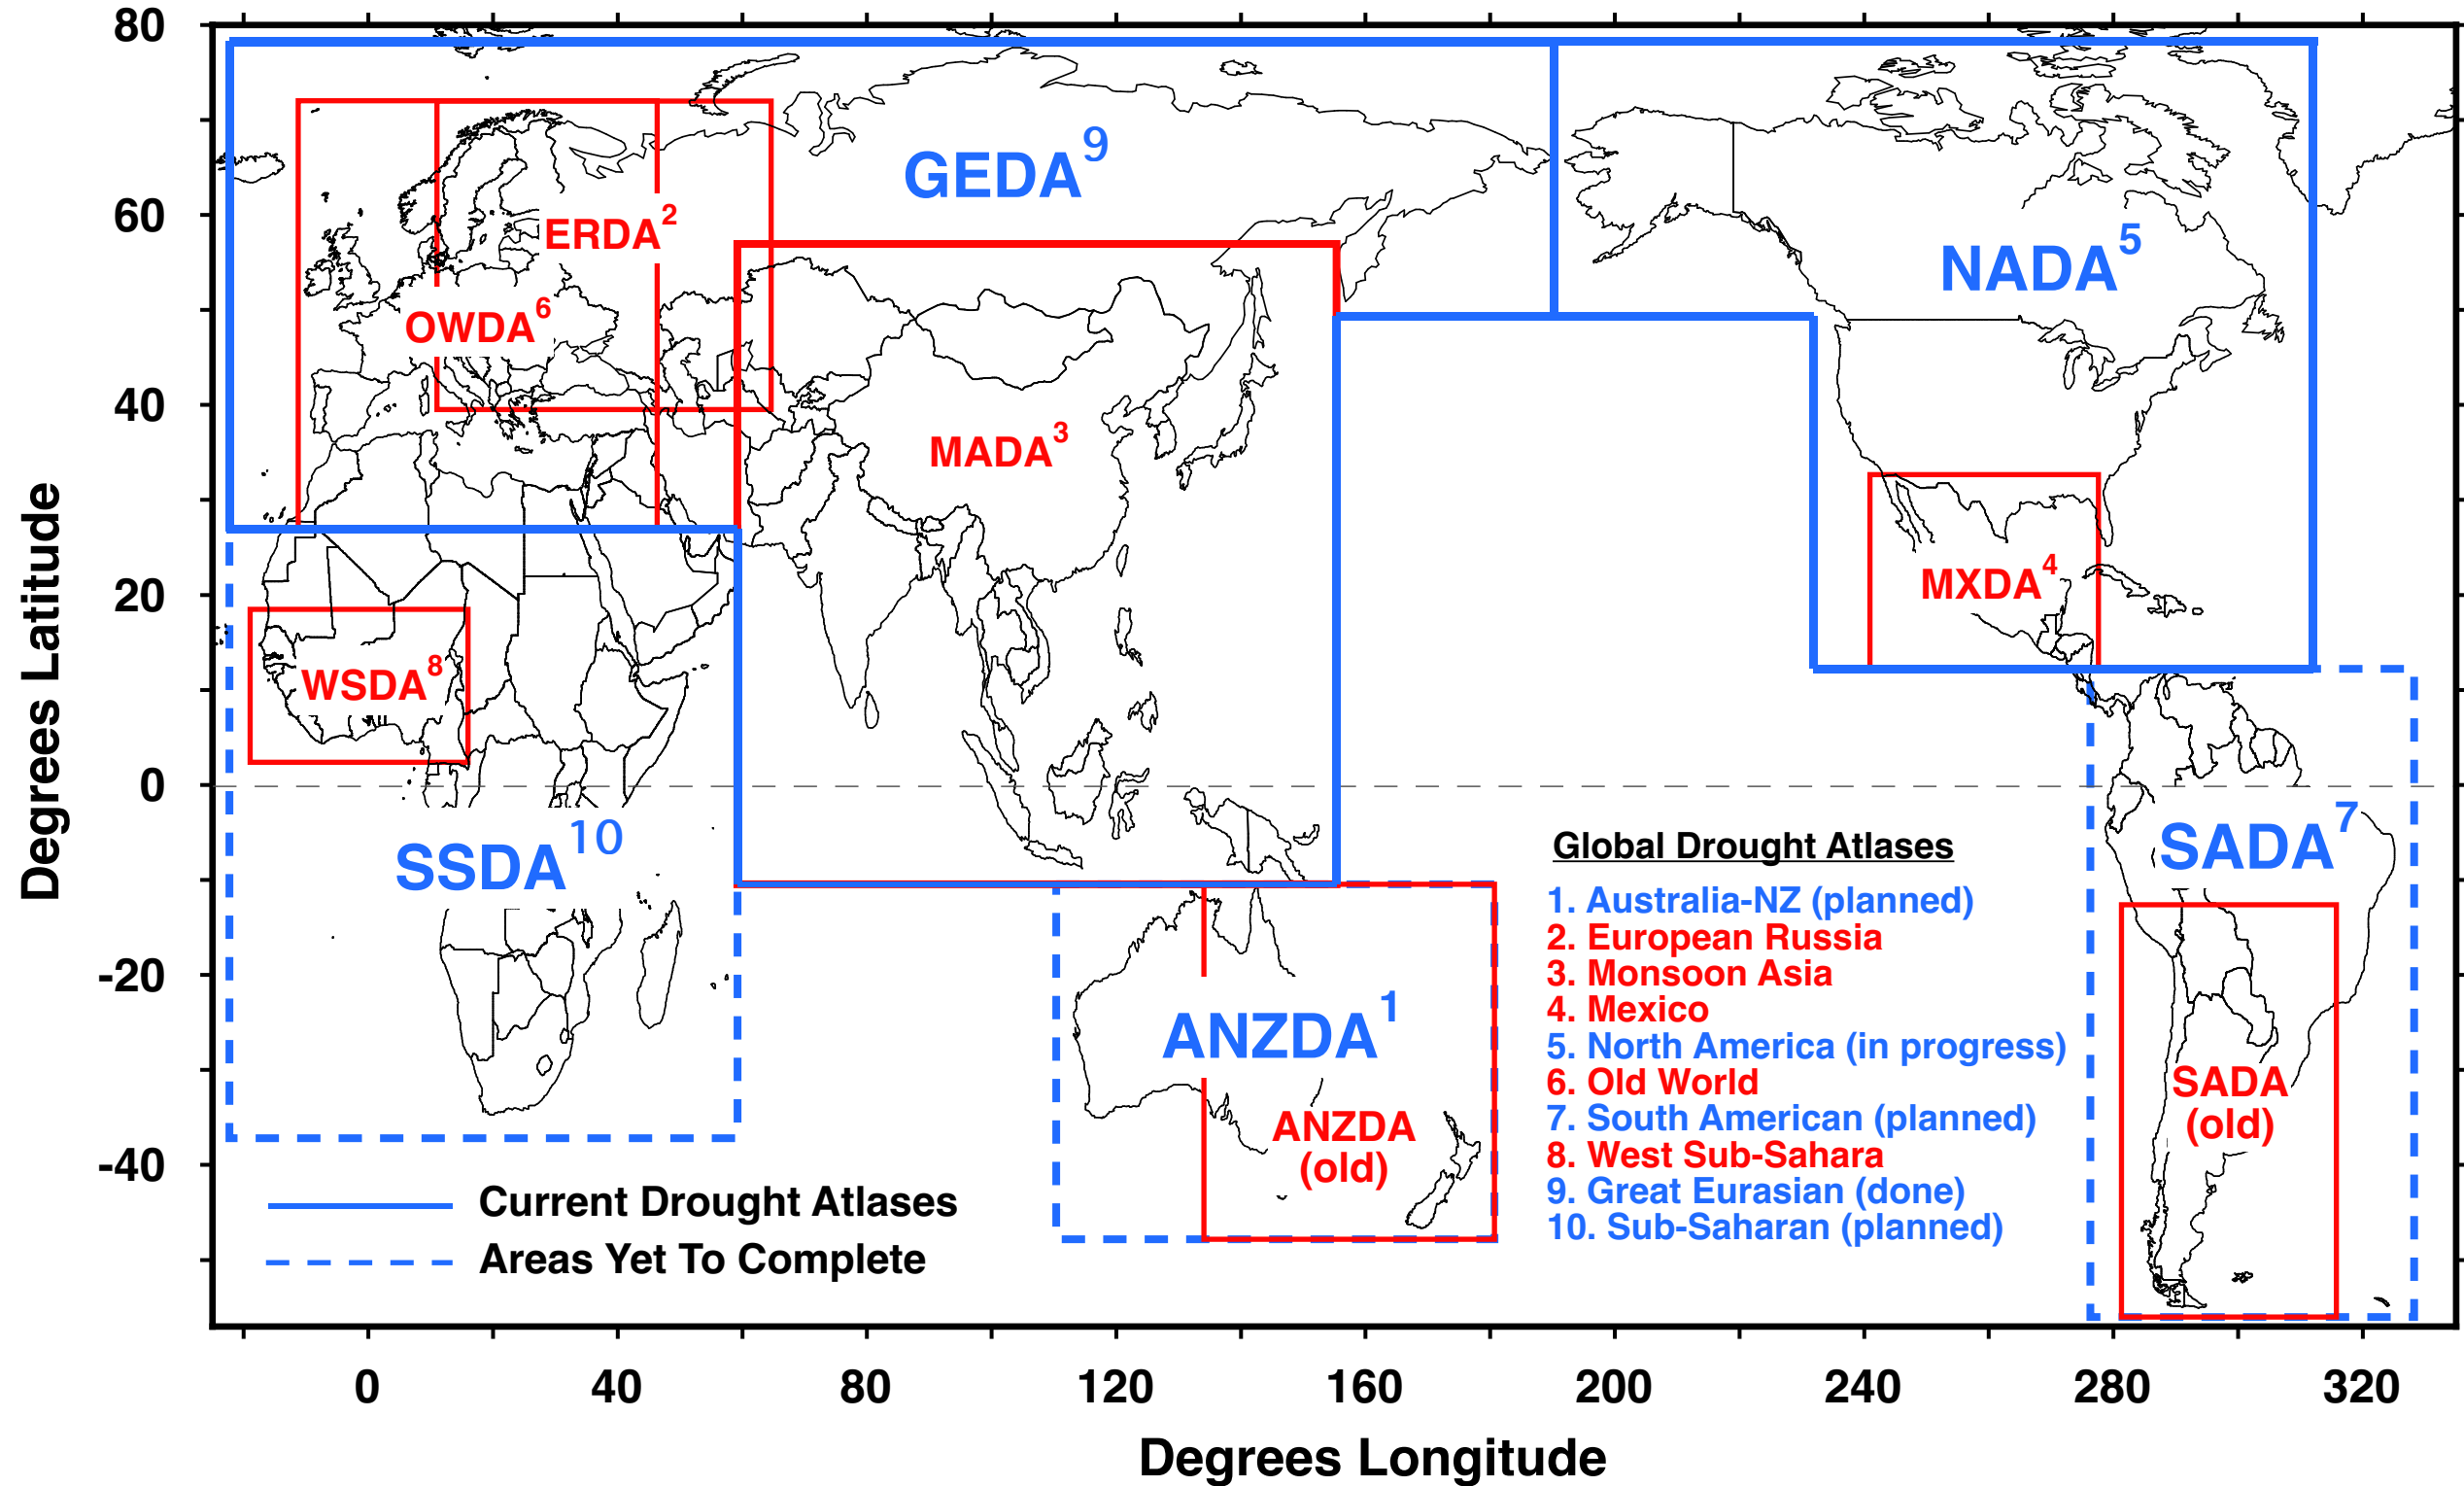 80
60
40
20
0
-20
-40
Degrees Latitude
GEDA9
ERDA2
NADA5
OWDA6
MADA3
MXDA4
WSDA8
SSDA10
SADA7
ANZDA1
ANZDA
(old)
SADA
(old)
Global Drought Atlases
1. Australia-NZ (planned)
2. European Russia
3. Monsoon Asia
4. Mexico
5. North America (in progress)
6. Old World
7. South American (planned)
8. West Sub-Sahara
9. Great Eurasian (done)
10. Sub-Saharan (planned)
Current Drought Atlases
Areas Yet To Complete
0 40 80 120 160 200 240 280 320
Degrees Longitude